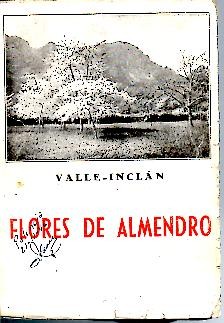 VALLE-INCLÁN
FLORES DE ALMENDRO